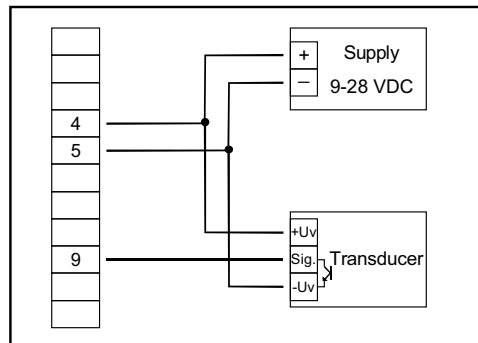 + Supply
− 9-28 VDC
4
5
+Uv
9 Sig. Transducer
-Uv